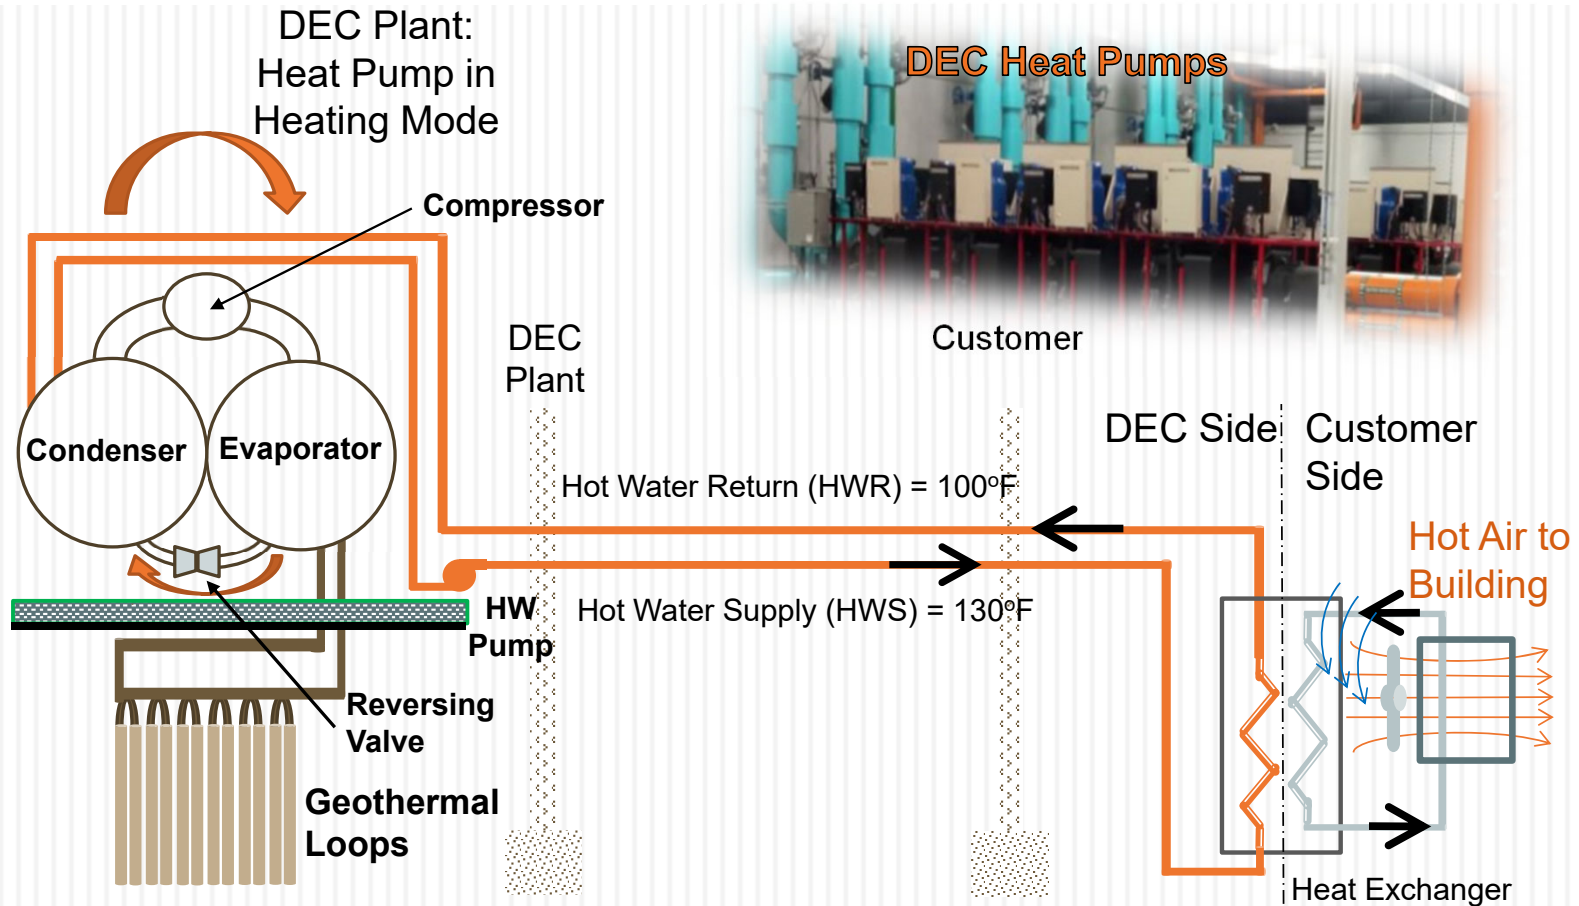 DEC Plant:
Heat Pump in
Heating Mode
DEC Heat Pumps
Compressor
DEC
Plant
Customer
Condenser
Evaporator
DEC Side
Customer
Side
Hot Water Return (HWR) = 100ºF
Hot Air to
Building
HW
Pump
Hot Water Supply (HWS) = 130ºF
Reversing
Valve
Geothermal
Loops
Heat Exchanger